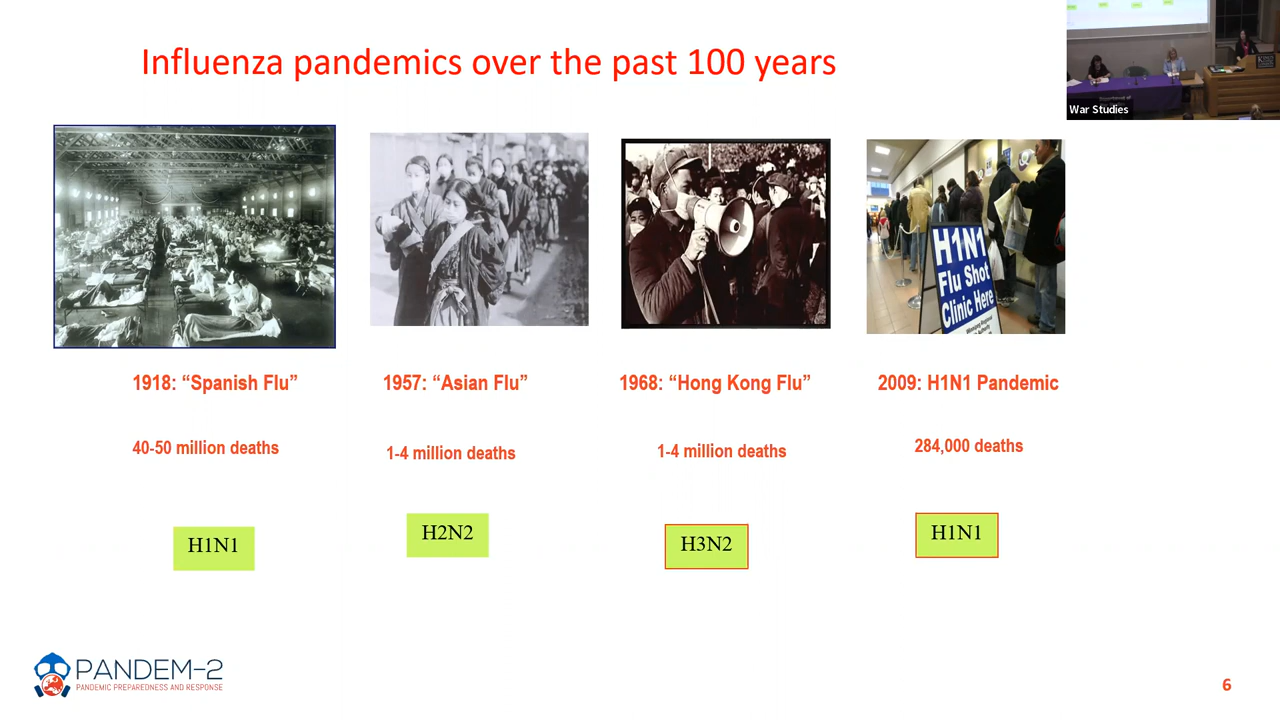 Influenza pandemics over the past 100 years
War Studies
H1N1
Flu Shot
Clinic Here
1918: “Spanish Flu”
1957: “Asian Flu”
1968: “Hong Kong Flu”
2009: H1N1 Pandemic
40-50 million deaths
1-4 million deaths
1-4 million deaths
284,000 deaths
H1N1
H2N2
H3N2
H1N1
PANDEM-2
PANDEMIC PREPAREDNESS AND RESPONSE
6